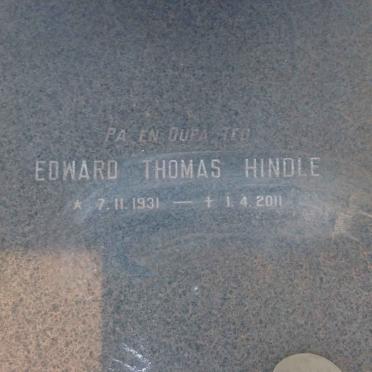 PA EN OUPA TED
EDWARD THOMAS HINDLE
* 7.11.1931 — † 1.4.2011